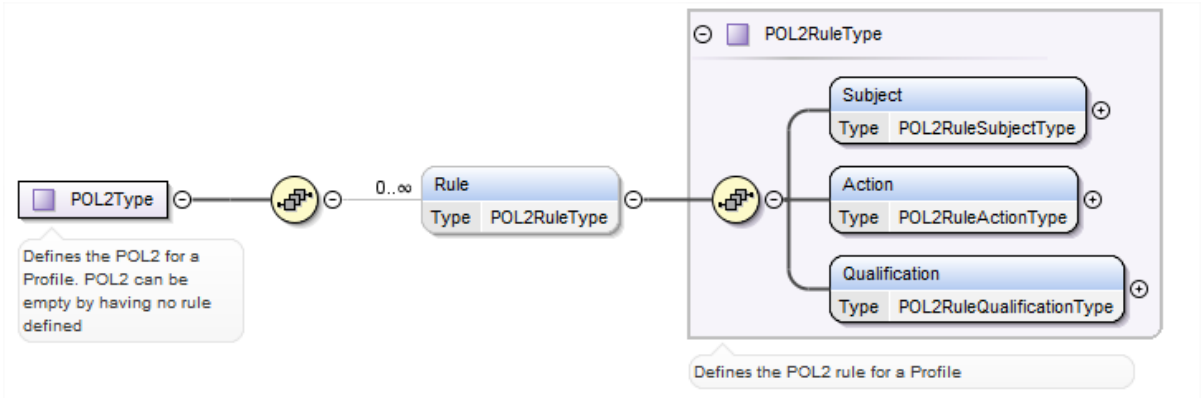 POL2RuleType
Subject
Type POL2RuleSubjectType
POL2Type
0..∞
Rule
Type POL2RuleType
Action
Type POL2RuleActionType
Defines the POL2 for a
Profile. POL2 can be
empty by having no rule
defined
Qualification
Type POL2RuleQualificationType
Defines the POL2 rule for a Profile